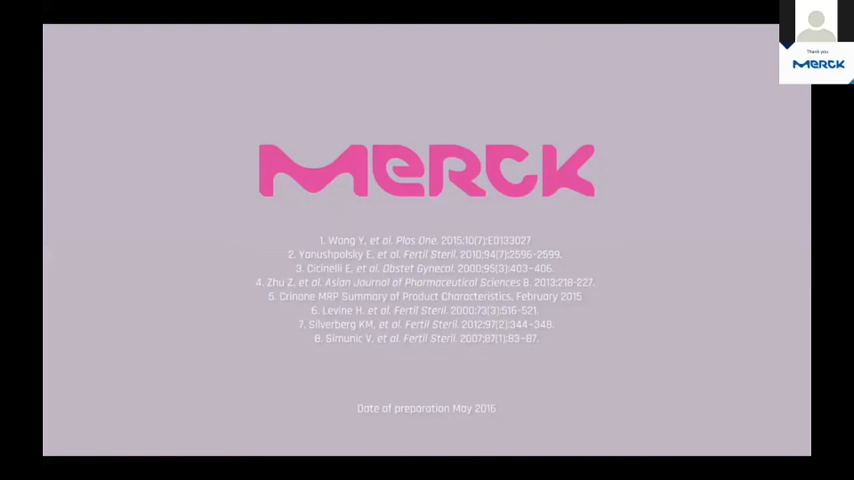 Thank you
MERCK
MERCK
1. Wang Y, et al. Plos One. 2015;10(7):E0133027
2. Yanushpolsky E, et al. Fertil Steril. 2010;94(7):2596-2599.
3. Cicinelli E, et al. Obstet Gynecol. 2000;95(3):403-406.
4. Zhu Z, et al. Asian Journal of Pharmaceutical Sciences 8. 2013;218-227.
5. Crinone MRP Summary of Product Characteristics, February 2015
6. Levine H, et al. Fertil Steril. 2000;73(3):516-521.
7. Silverberg KM, et al. Fertil Steril. 2012;97(2):344-348.
8. Simunic V, et al. Fertil Steril. 2007;87(1):83-87.
Date of preparation May 2016